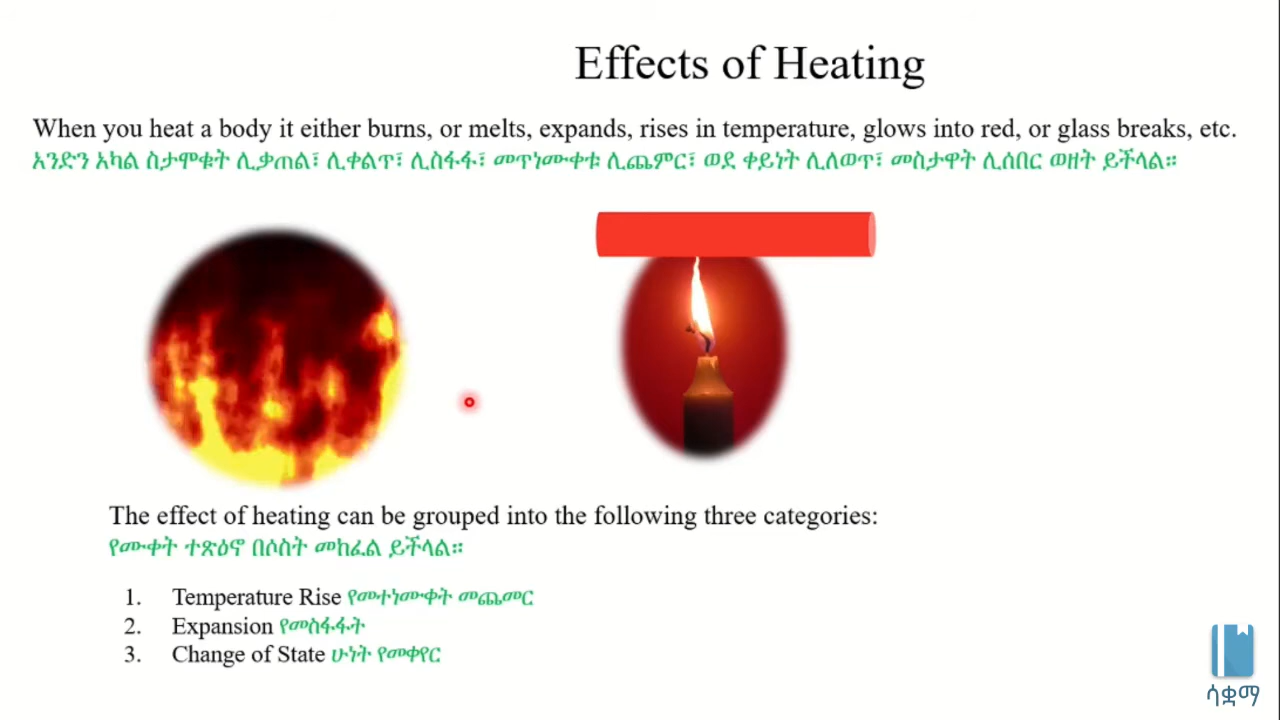 Effects of Heating
When you heat a body it either burns, or melts, expands, rises in temperature, glows into red, or glass breaks, etc.
አንድን አካል ስታሞቁት ሊቃጠል፣ ሊቀልጥ፣ ሊስፋፋ፣ መጥነሙቀቱ ሊጨምር፣ ወደ ቀይነት ሊለወጥ፣ መስታዋት ሊሰበር ወዘት ይችላል።
The effect of heating can be grouped into the following three categories:
የሙቀት ተጽዕኖ በሶስት መከፈል ይችላል።
1. Temperature Rise የመተነሙቀት መጨመር
2. Expansion የመስፋፋት
3. Change of State ሁነት የመቀየር
ሳቋማ